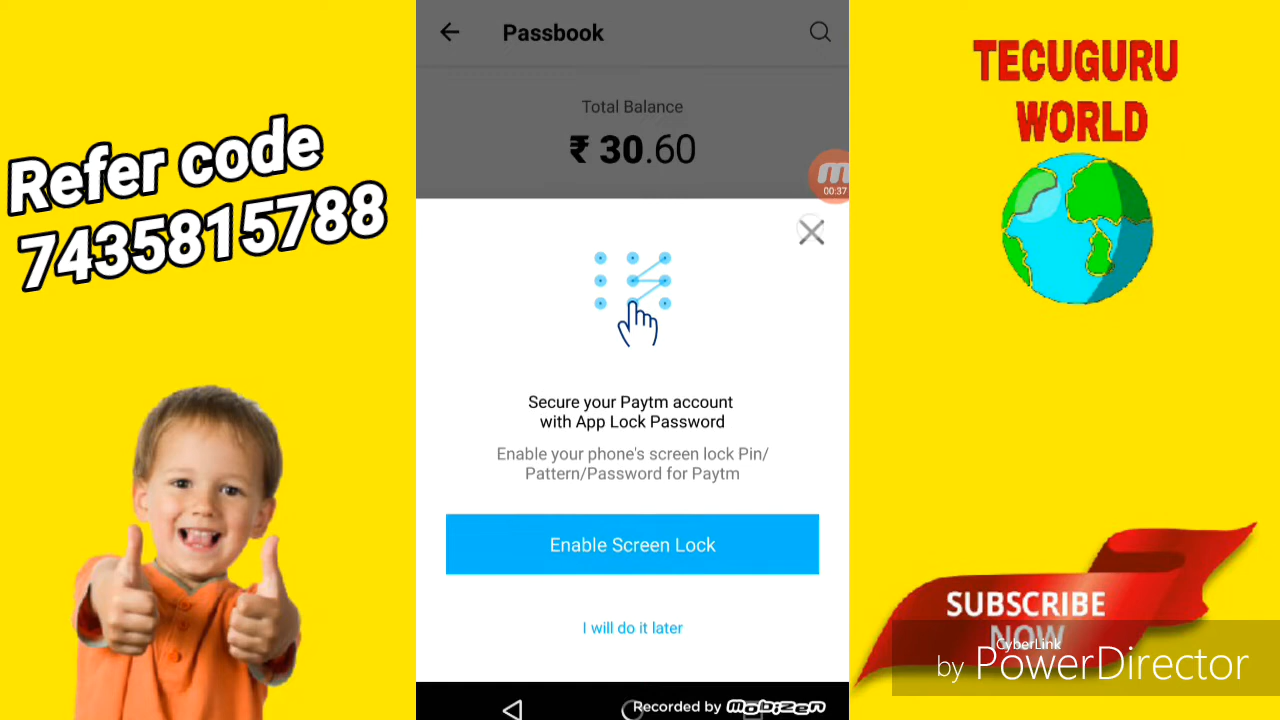 Refer code
7435815788
Passbook
Total Balance
₹ 30.60
00:37
Secure your Paytm account
with App Lock Password
Enable your phone's screen lock Pin/
Pattern/Password for Paytm
Enable Screen Lock
I will do it later
Recorded by mobizen
TECUGURU
WORLD
SUBSCRIBE
NOW
CyberLink
by PowerDirector